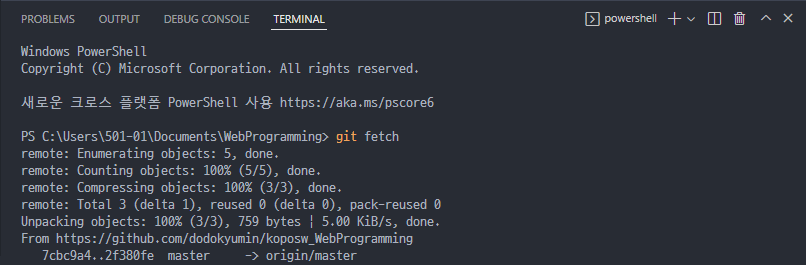 PROBLEMS OUTPUT DEBUG CONSOLE TERMINAL powershell
Windows PowerShell
Copyright (C) Microsoft Corporation. All rights reserved.
새로운 크로스 플랫폼 PowerShell 사용 https://aka.ms/pscore6
PS C:\Users\501-01\Documents\WebProgramming> git fetch
remote: Enumerating objects: 5, done.
remote: Counting objects: 100% (5/5), done.
remote: Compressing objects: 100% (3/3), done.
remote: Total 3 (delta 1), reused 0 (delta 0), pack-reused 0
Unpacking objects: 100% (3/3), 759 bytes | 5.00 KiB/s, done.
From https://github.com/dodokyumin/koposw_WebProgramming
   7cbc9a4..2f380fe  master     -> origin/master